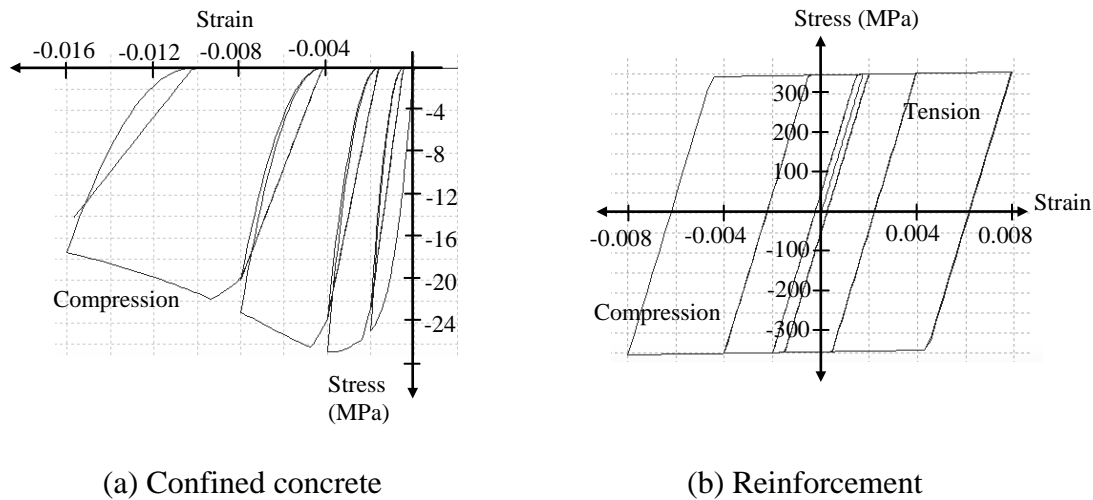 Strain
-0.016
-0.012
-0.008
-0.004
-4
-8
-12
-16
-20
-24
Compression
Stress
(MPa)
(a) Confined concrete
Stress (MPa)
300
200
100
Tension
Strain
-0.008
-0.004
0.004
0.008
-100
-200
-300
Compression
(b) Reinforcement